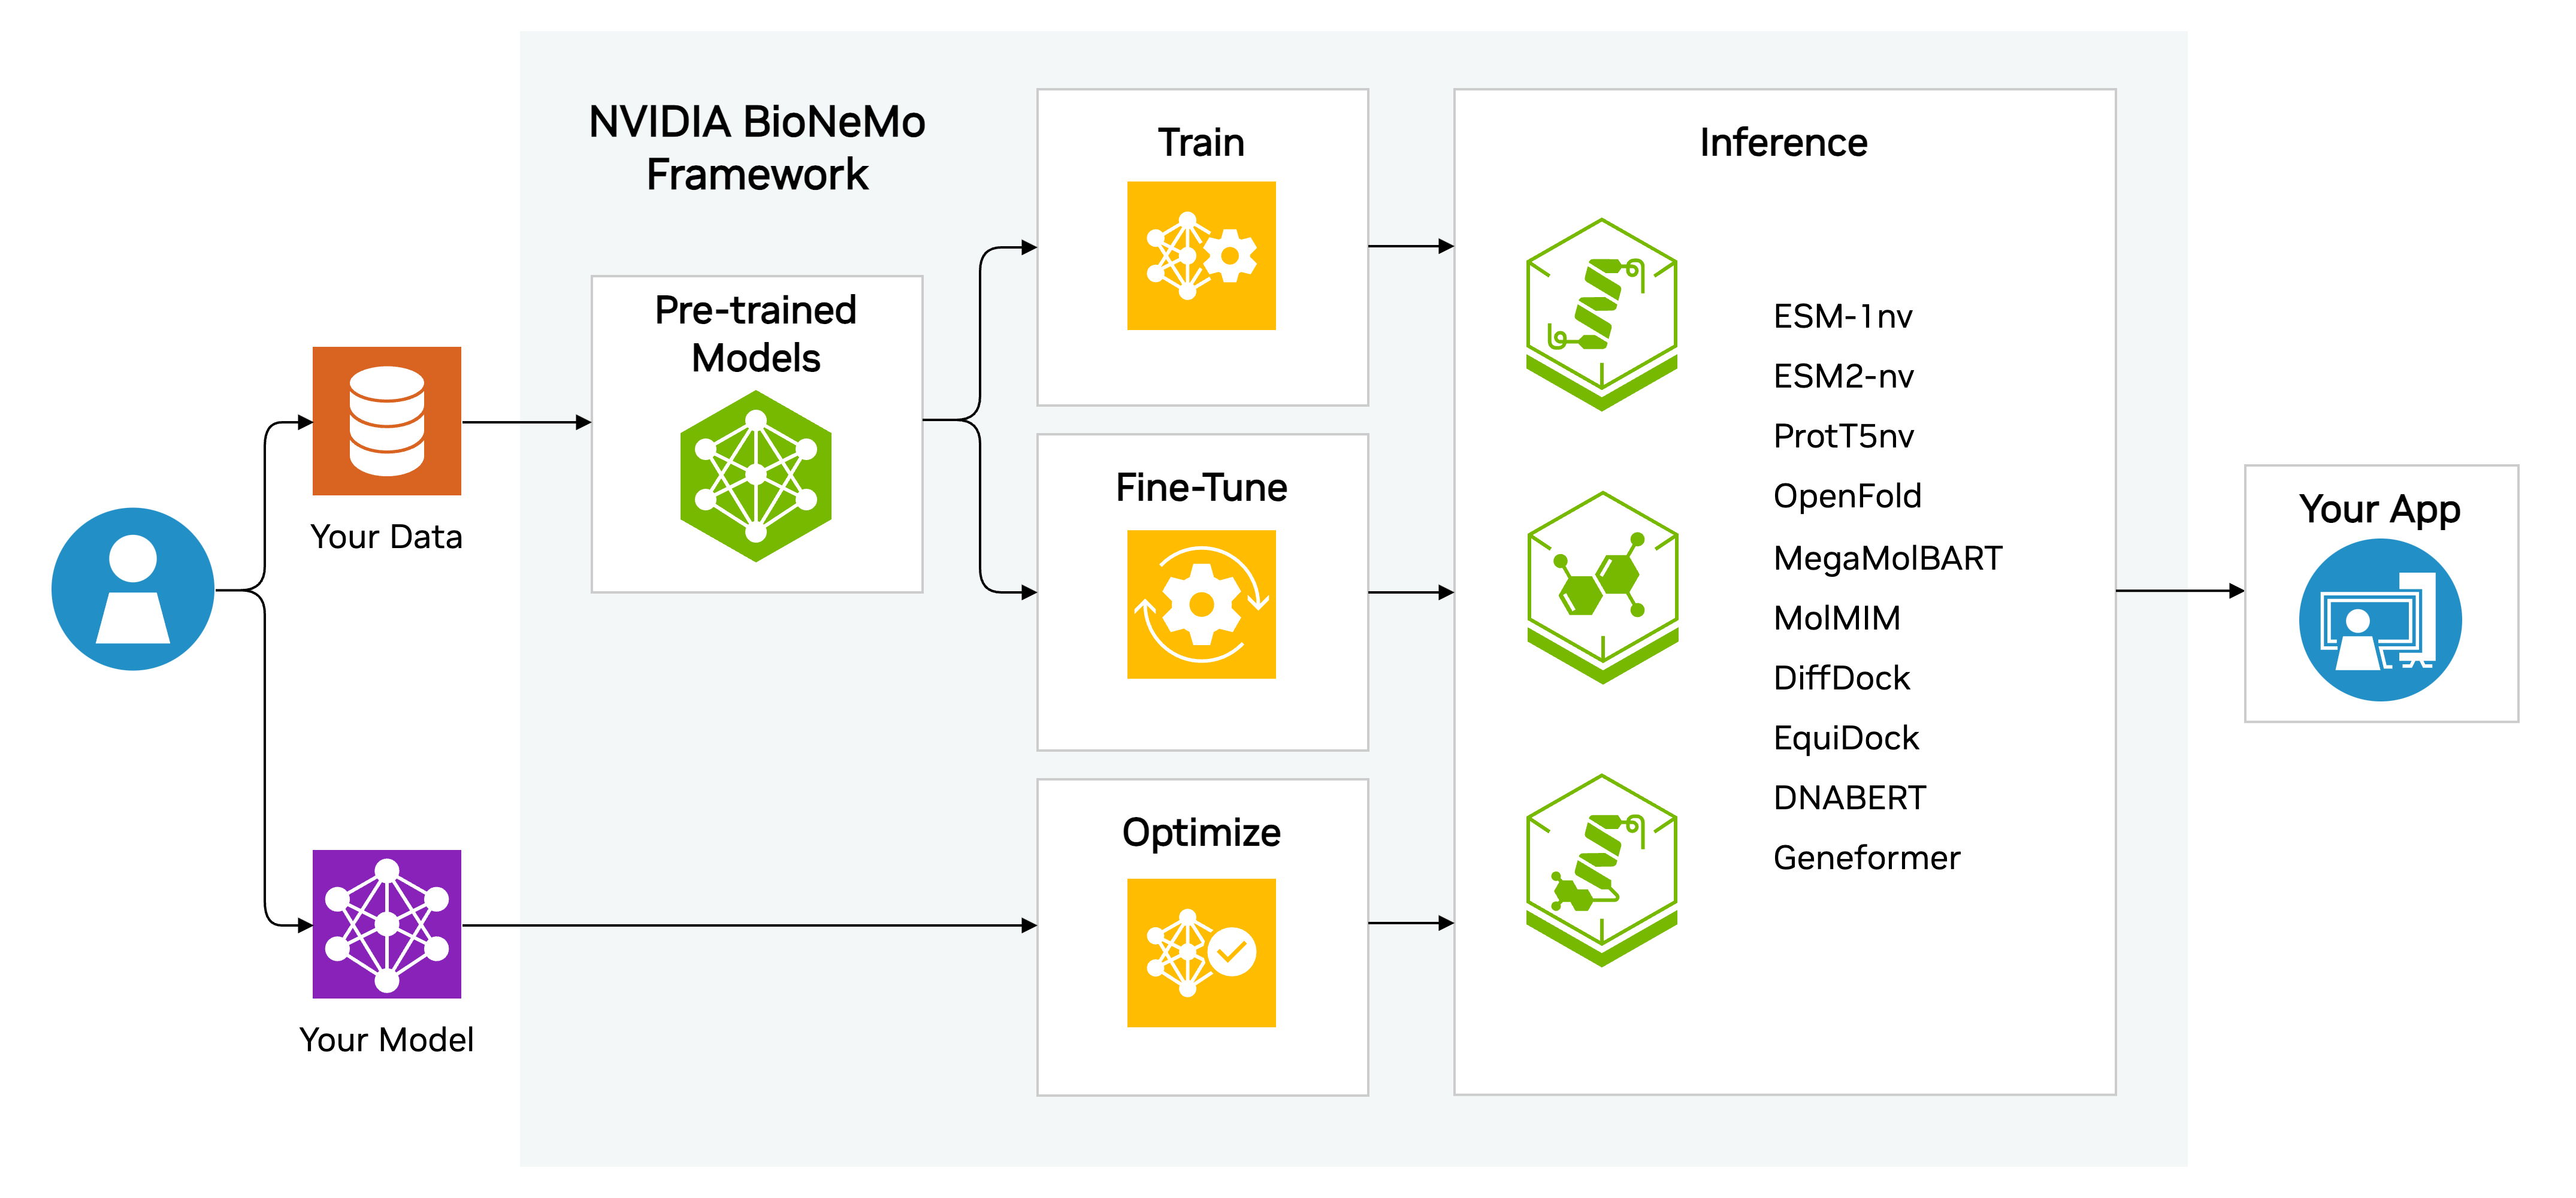 NVIDIA BioNeMo
Framework
Your Data
Your Model
Pre-trained
Models
Train
Fine-Tune
Optimize
Inference
ESM-1nv
ESM2-nv
ProtT5nv
OpenFold
MegaMolBART
MolMIM
DiffDock
EquiDock
DNABERT
Geneformer
Your App